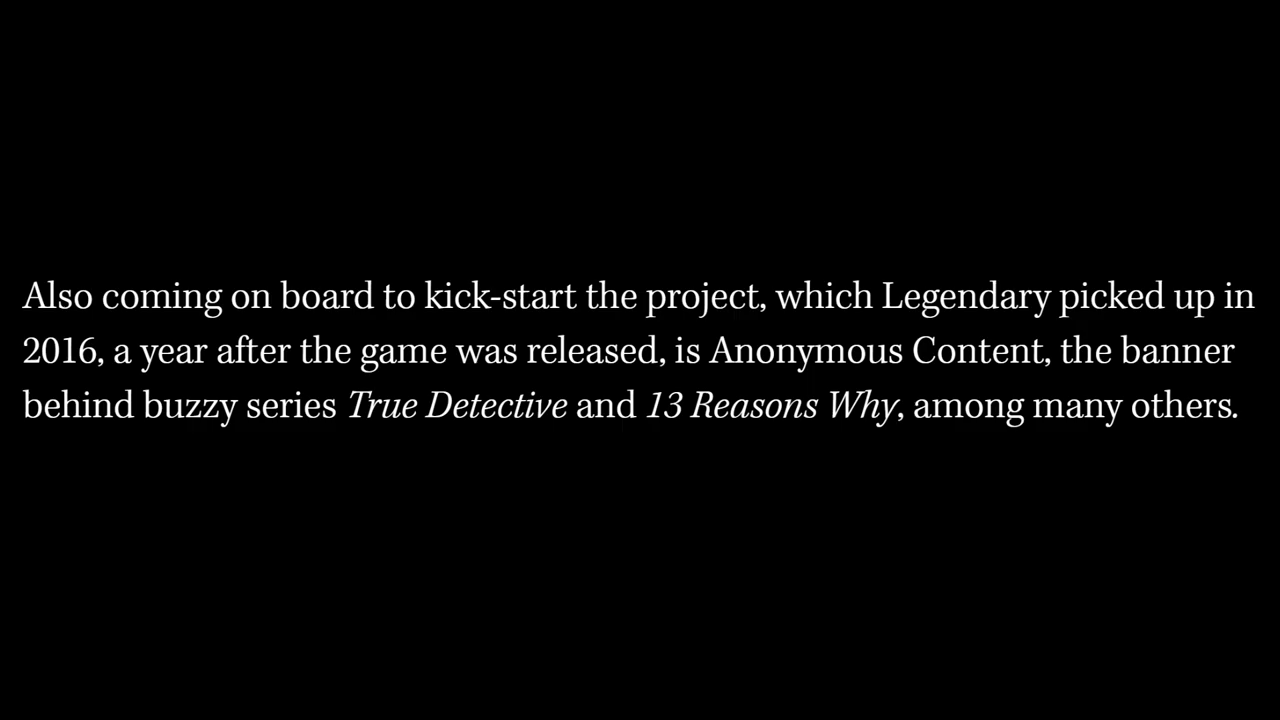 Also coming on board to kick-start the project, which Legendary picked up in
2016, a year after the game was released, is Anonymous Content, the banner
behind buzzy series True Detective and 13 Reasons Why, among many others.